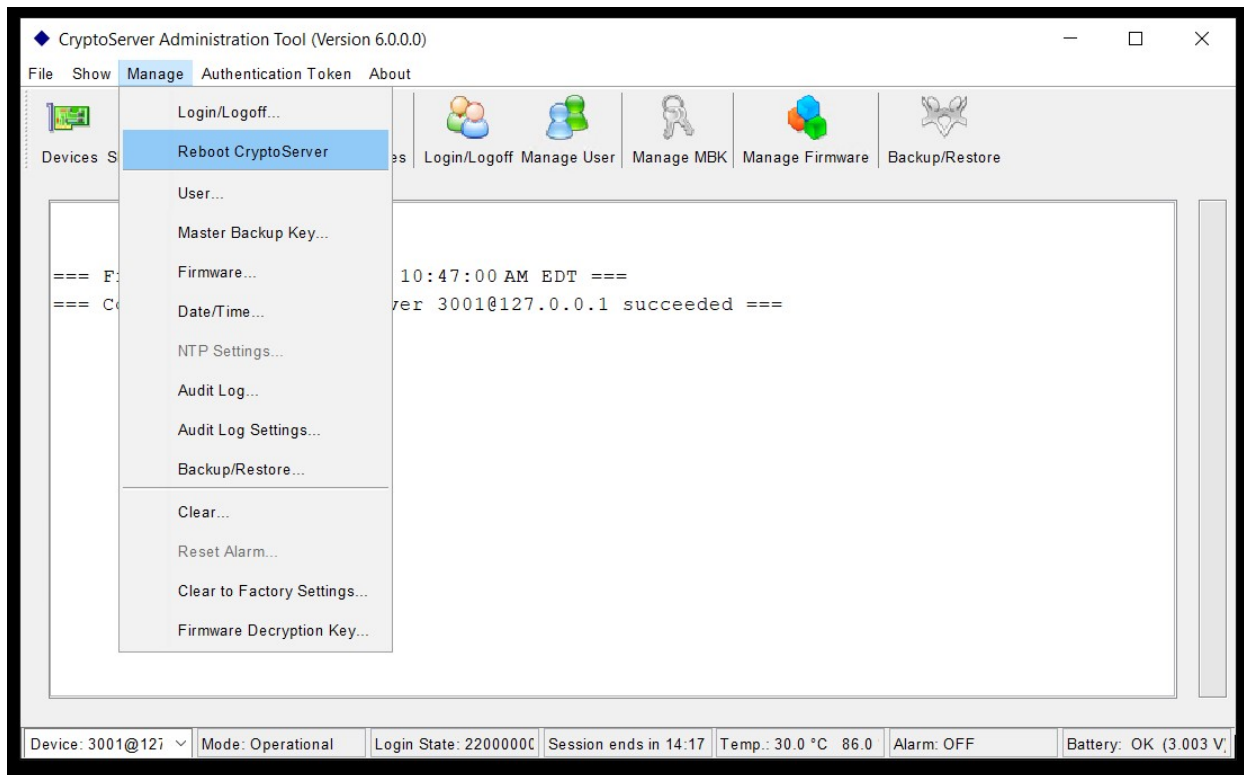 CryptoServer Administration Tool (Version 6.0.0.0)
File Show Manage Authentication Token About
Login/Logoff...
Reboot CryptoServer
User...
Master Backup Key...
Firmware...
Date/Time...
NTP Settings...
Audit Log...
Audit Log Settings...
Backup/Restore...
Clear...
Reset Alarm...
Clear to Factory Settings...
Firmware Decryption Key...
Devices S
es Login/Logoff Manage User Manage MBK Manage Firmware Backup/Restore
=== F 10:47:00 AM EDT ===
=== Co ver 3001@127.0.0.1 succeeded ===
Device: 3001@127 Mode: Operational Login State: 2200000 Session ends in 14:17 Temp.: 30.0 °C 86.0 Alarm: OFF Battery: OK (3.003 V)